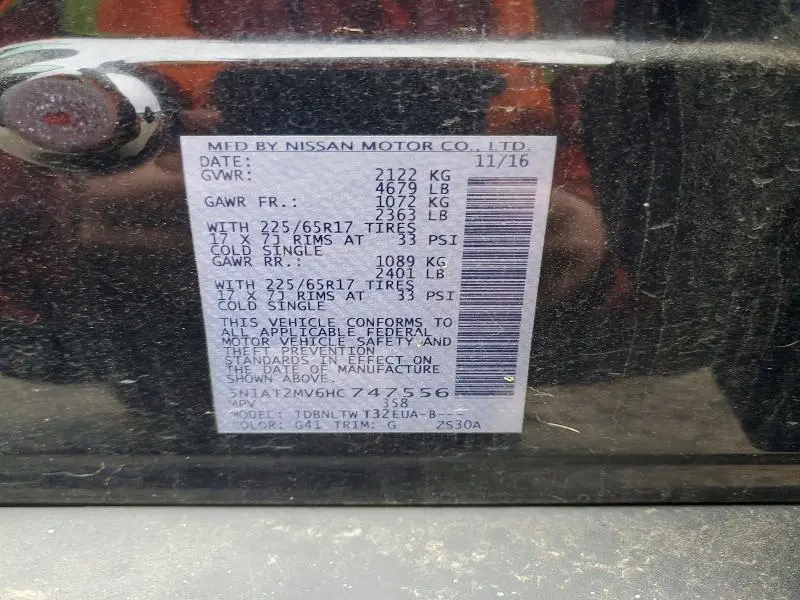 MFD BY NISSAN MOTOR CO., LTD.
DATE: 11/16
GVWR: 2122 KG
4679 LB
GAWR FR.: 1072 KG
2363 LB
WITH 225/65R17 TIRES
17 X 7J RIMS AT 33 PSI
COLD SINGLE
GAWR RR.: 1089 KG
2401 LB
WITH 225/65R17 TIRES
17 X 7J RIMS AT 33 PSI
COLD SINGLE
THIS VEHICLE CONFORMS TO
ALL APPLICABLE FEDERAL
MOTOR VEHICLE SAFETY AND
THEFT PREVENTION
STANDARDS IN EFFECT ON
THE DATE OF MANUFACTURE
SHOWN ABOVE.
5N1AT2MV6HC747556
MPV 358
MODEL: TDBNLTW T32EUA-B---
COLOR: G41 TRIM: G ZS30A